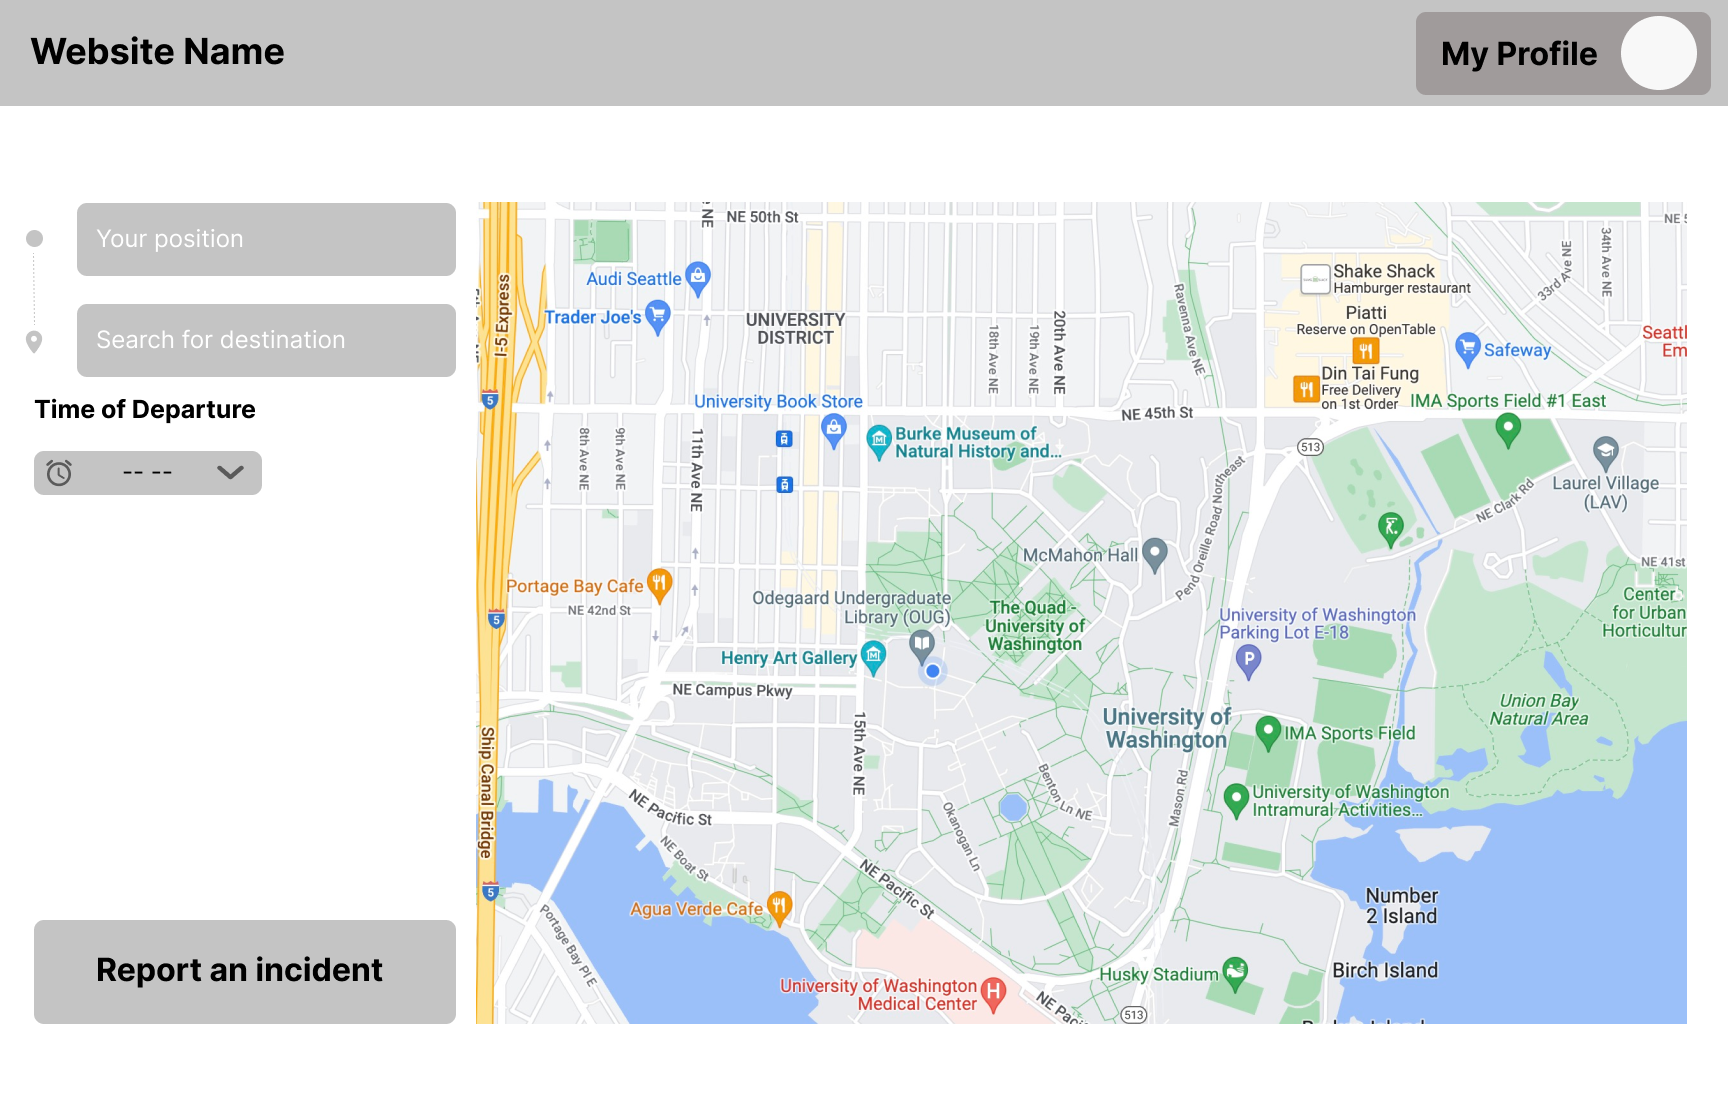 Website Name
My Profile
Your position
Search for destination
Time of Departure
-- --
Report an incident
NE 50th St
NE
NE 5
I-5 Express
Audi Seattle
Trader Joe's
UNIVERSITY
DISTRICT
18th Ave NE
19th Ave NE
20th Ave NE
Ravenna Ave NE
Shake Shack
Hamburger restaurant
Piatti
Reserve on OpenTable
Din Tai Fung
Free Delivery
on 1st Order
Safeway
33rd Ave NE
34th Ave NE
Seattl
Em
5
University Book Store
NE 45th St
IMA Sports Field #1 East
8th Ave NE
9th Ave NE
11th Ave NE
Burke Museum of
Natural History and...
513
Laurel Village
(LAV)
NE Clark Rd
Pend Oreille Road Northeast
McMahon Hall
NE 41st
Portage Bay Cafe
NE 42nd St
5
Odegaard Undergraduate
Library (OUG)
The Quad -
University of
Washington
University of Washington
Parking Lot E-18
P
Center
for Urban
Horticultur
Henry Art Gallery
NE Campus Pkwy
15th Ave NE
University of
Washington
Union Bay
Natural Area
IMA Sports Field
Ship Canal Bridge
NE Pacific St
Benton Ln NE
Mason Rd
University of Washington
Intramural Activities...
Okanogan Ln
NE Boat St
NE Pacific St
5
Agua Verde Cafe
Portage Bay Pl E
Number
2 Island
Birch Island
Husky Stadium
University of Washington
Medical Center
H
NE Pacific
513